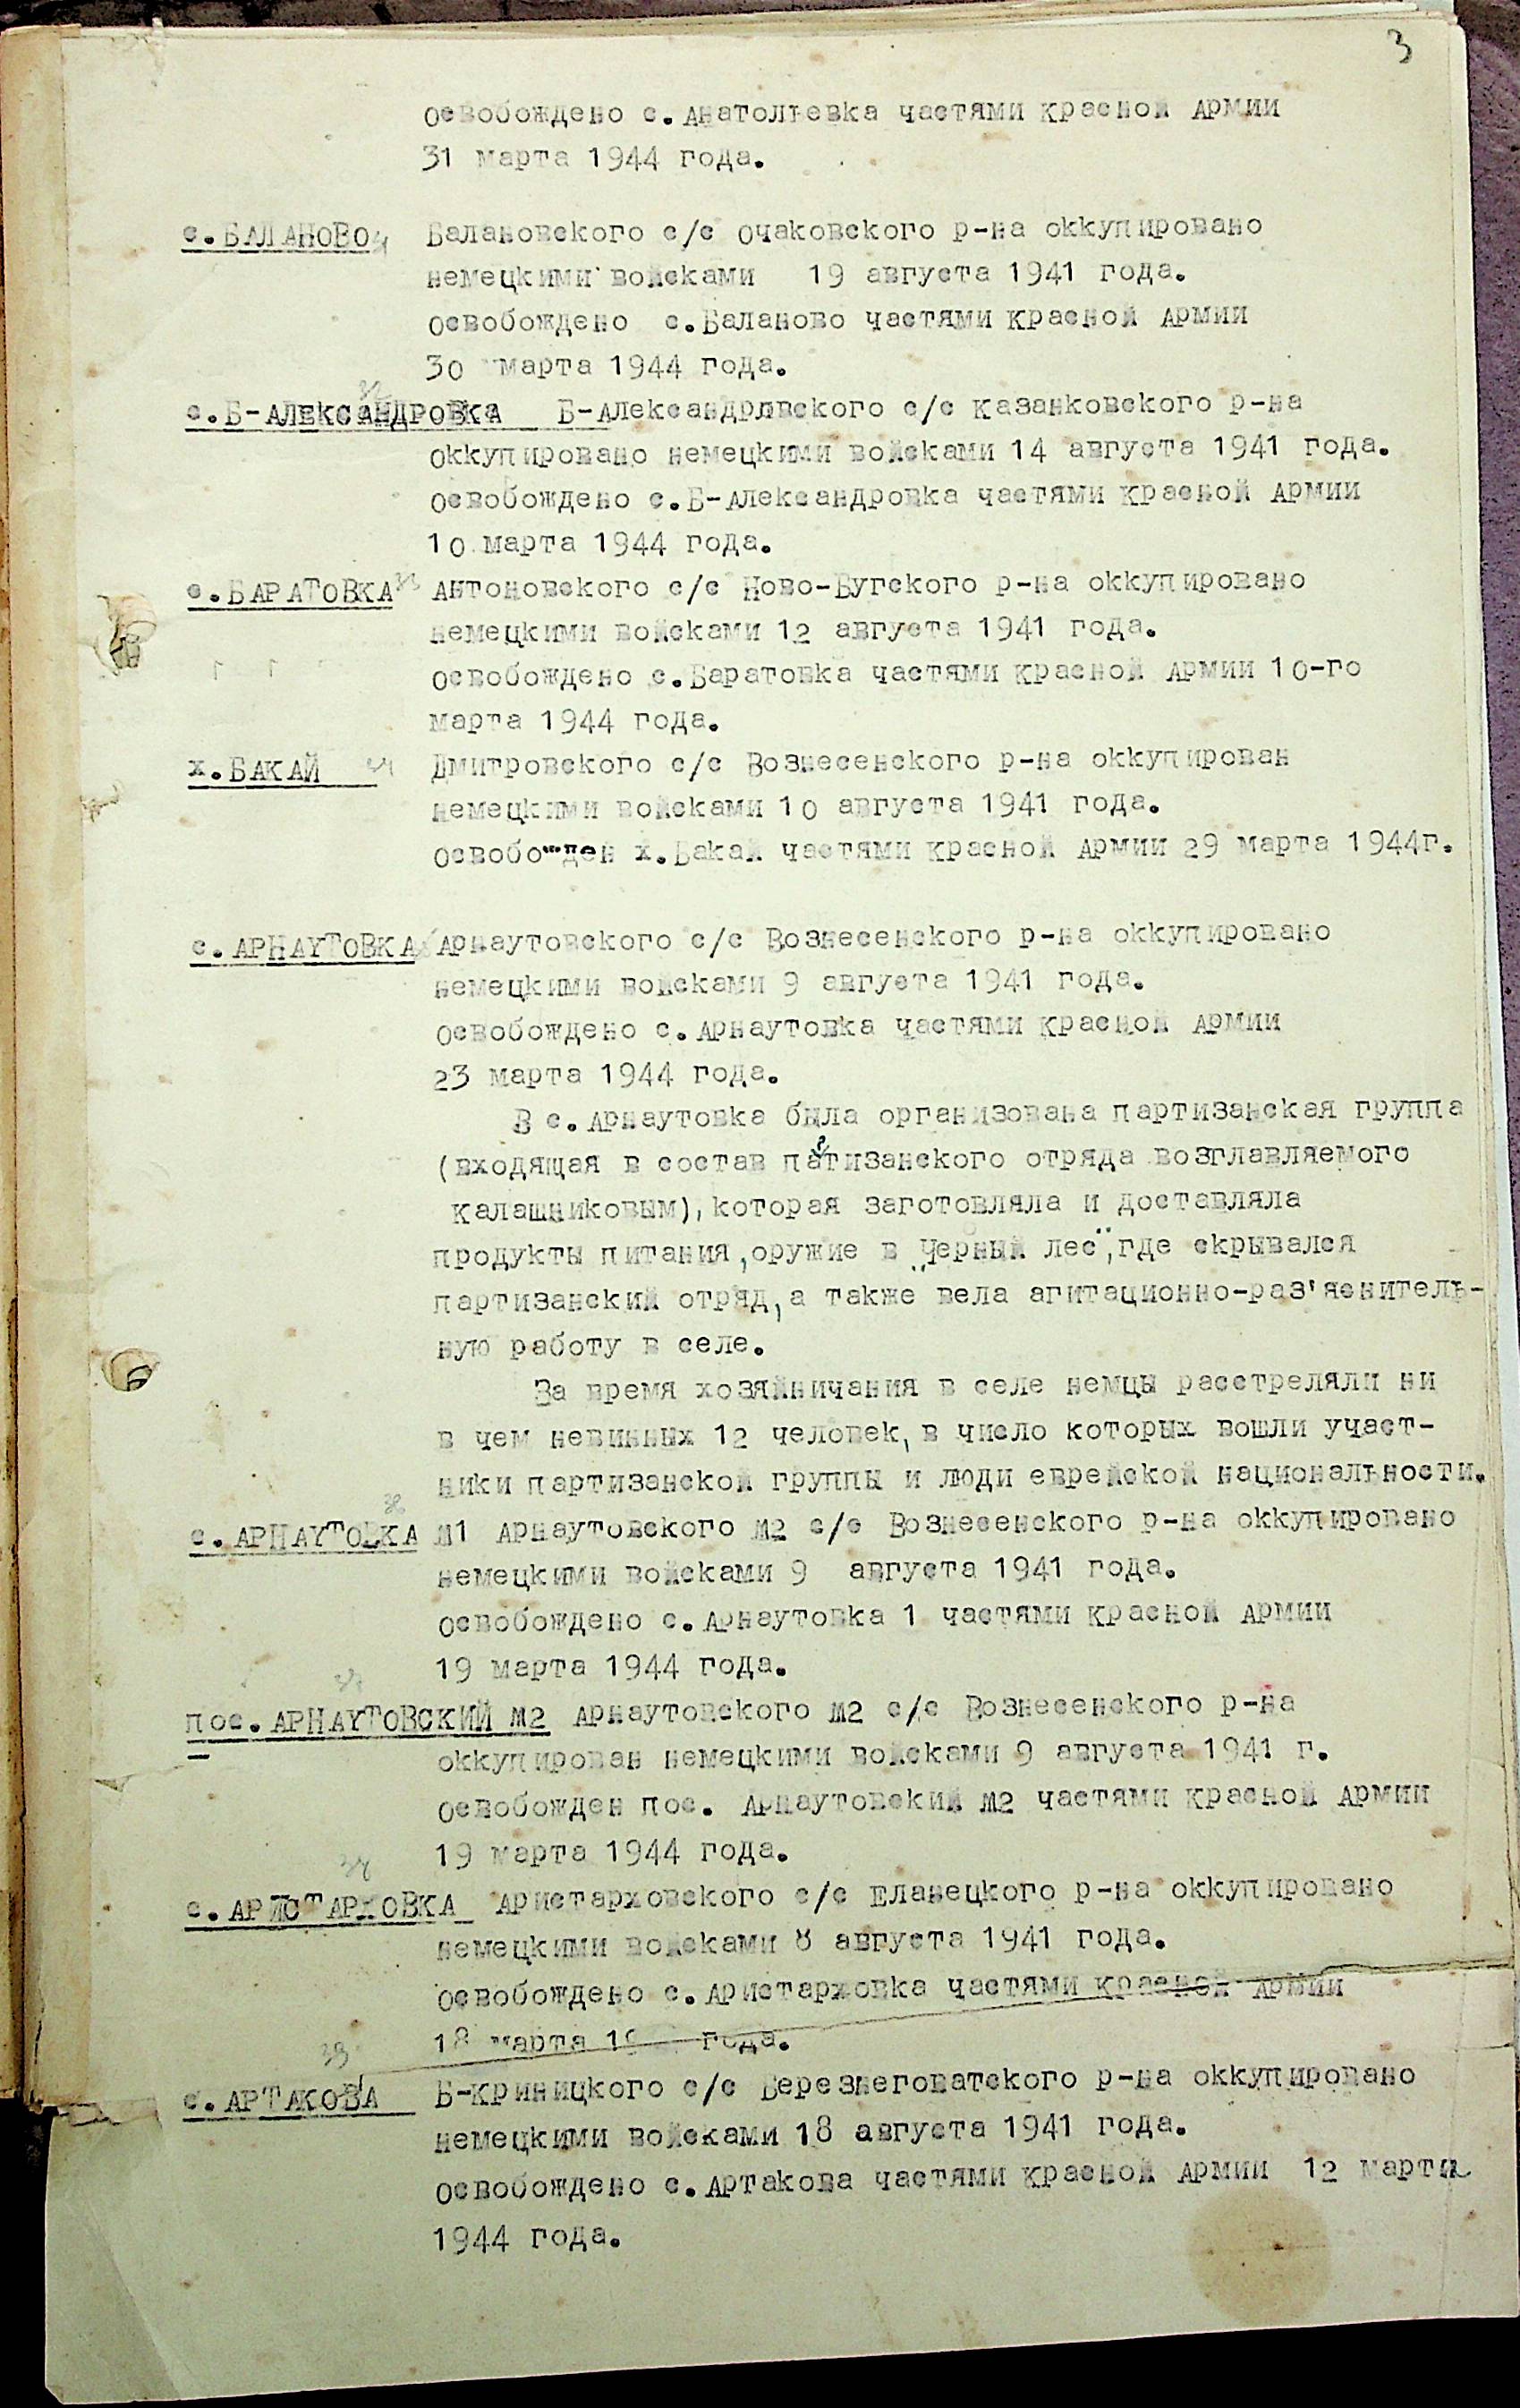 3
Освобождено с.Анатольевка частями Красной Армии
31 марта 1944 года.
с.БАЛАНОВО Балановского с/с Очаковского р-на оккупировано
немецкими войсками 19 августа 1941 года.
Освобождено с.Баланово частями Красной Армии
30 марта 1944 года.
с.Б-АЛЕКСАНДРОВКА Б-Александровского с/с Казанковского р-на
оккупировано немецкими войсками 14 августа 1941 года.
Освобождено с.Б-Александровка частями Красной Армии
10 марта 1944 года.
с.БАРАТОВКА Антоновского с/с Ново-Бугского р-на оккупировано
немецкими войсками 12 августа 1941 года.
Освобождено с.Баратовка частями Красной Армии 10-го
марта 1944 года.
х.БАКАЙ Дмитровского с/с Вознесенского р-на оккупирован
немецкими войсками 10 августа 1941 года.
Освобожден х.Бакай частями Красной Армии 29 марта 1944г.
с.АРНАУТОВКА Арнаутовского с/с Вознесенского р-на оккупировано
немецкими войсками 9 августа 1941 года.
Освобождено с.Арнаутовка частями Красной Армии
23 марта 1944 года.
В с.Арнаутовка была организована партизанская группа
(входящая в состав партизанского отряда возглавляемого
Калашниковым), которая заготовляла и доставляла
продукты питания, оружие в „Черный лес", где скрывался
партизанский отряд, а также вела агитационно-раз'яснитель-
ную работу в селе.
За время хозяйничания в селе немцы расстреляли ни
в чем невинных 12 человек, в число которых вошли участ-
ники партизанской группы и люди еврейской национальности.
с.АРНАУТОВКА №1 Арнаутовского №2 с/с Вознесенского р-на оккупировано
немецкими войсками 9 августа 1941 года.
Освобождено с.Арнаутовка 1 частями Красной Армии
19 марта 1944 года.
пос.АРНАУТОВСКИЙ №2 Арнаутовского №2 с/с Вознесенского р-на
оккупирован немецкими войсками 9 августа 1941 г.
Освобожден пос. Арнаутовский №2 частями Красной Армии
19 марта 1944 года.
с.АРИСТАРХОВКА Аристарховского с/с Еланецкого р-на оккупировано
немецкими войсками 8 августа 1941 года.
Освобождено с.Аристарховка частями Красной Армии
18 марта года.
с.АРТАКОВА Б-Криницкого с/с Березнеговатского р-на оккупировано
немецкими войсками 18 августа 1941 года.
Освобождено с.Артакова частями Красной Армии 12 марта
1944 года.